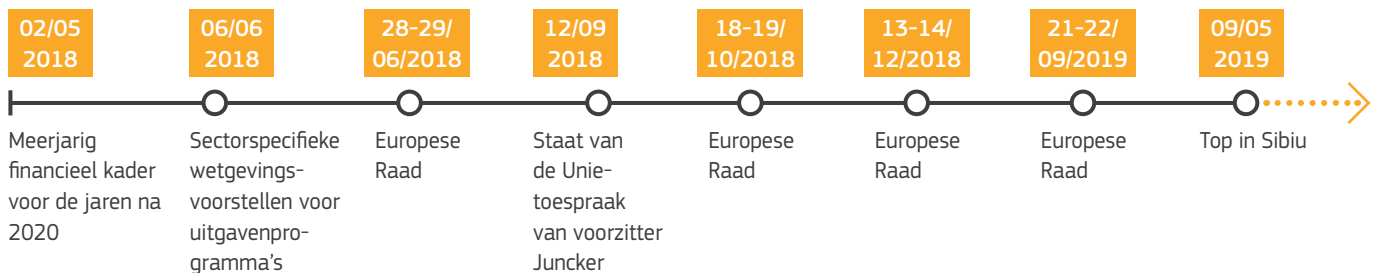 02/05
2018
Meerjarig
financieel kader
voor de jaren na
2020
06/06
2018
Sectorspecifieke
wetgevings-
voorstellen voor
uitgavenpro-
gramma's
28-29/
06/2018
Europese
Raad
12/09
2018
Staat van
de Unie-
toespraak
van voorzitter
Juncker
18-19/
10/2018
Europese
Raad
13-14/
12/2018
Europese
Raad
21-22/
09/2019
Europese
Raad
09/05
2019
Top in Sibiu